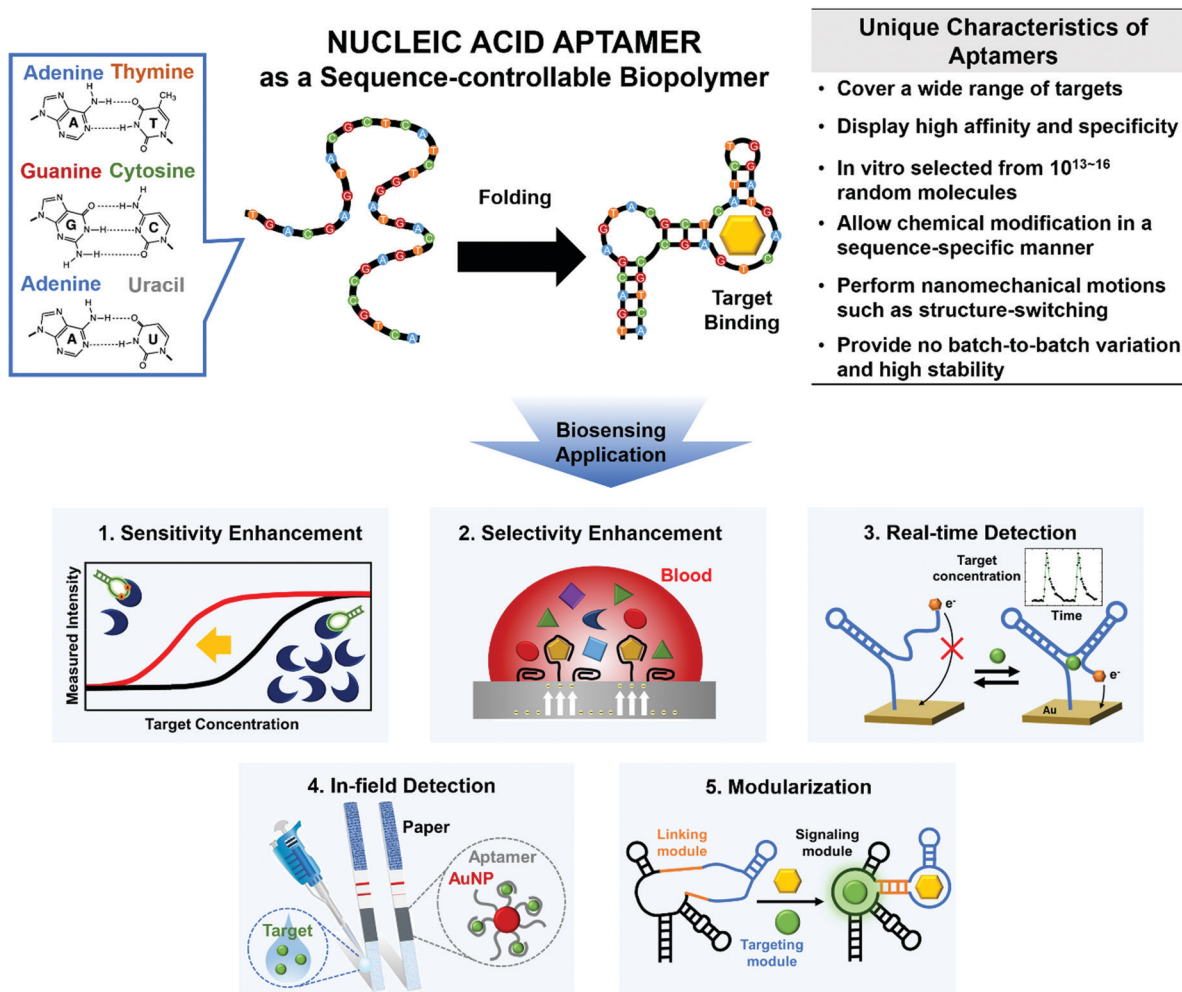 NUCLEIC ACID APTAMER
as a Sequence-controllable Biopolymer
Adenine Thymine
A T
Guanine Cytosine
G C
Adenine Uracil
A U
Folding
Target
Binding
Unique Characteristics of
Aptamers
• Cover a wide range of targets
• Display high affinity and specificity
• In vitro selected from 10^13~16
random molecules
• Allow chemical modification in a
sequence-specific manner
• Perform nanomechanical motions
such as structure-switching
• Provide no batch-to-batch variation
and high stability
Biosensing
Application
1. Sensitivity Enhancement
Measured Intensity
Target Concentration
2. Selectivity Enhancement
Blood
3. Real-time Detection
Target
concentration
Time
e-
e-
Au
4. In-field Detection
Paper
Aptamer
AuNP
Target
5. Modularization
Linking
module
Signaling
module
Targeting
module